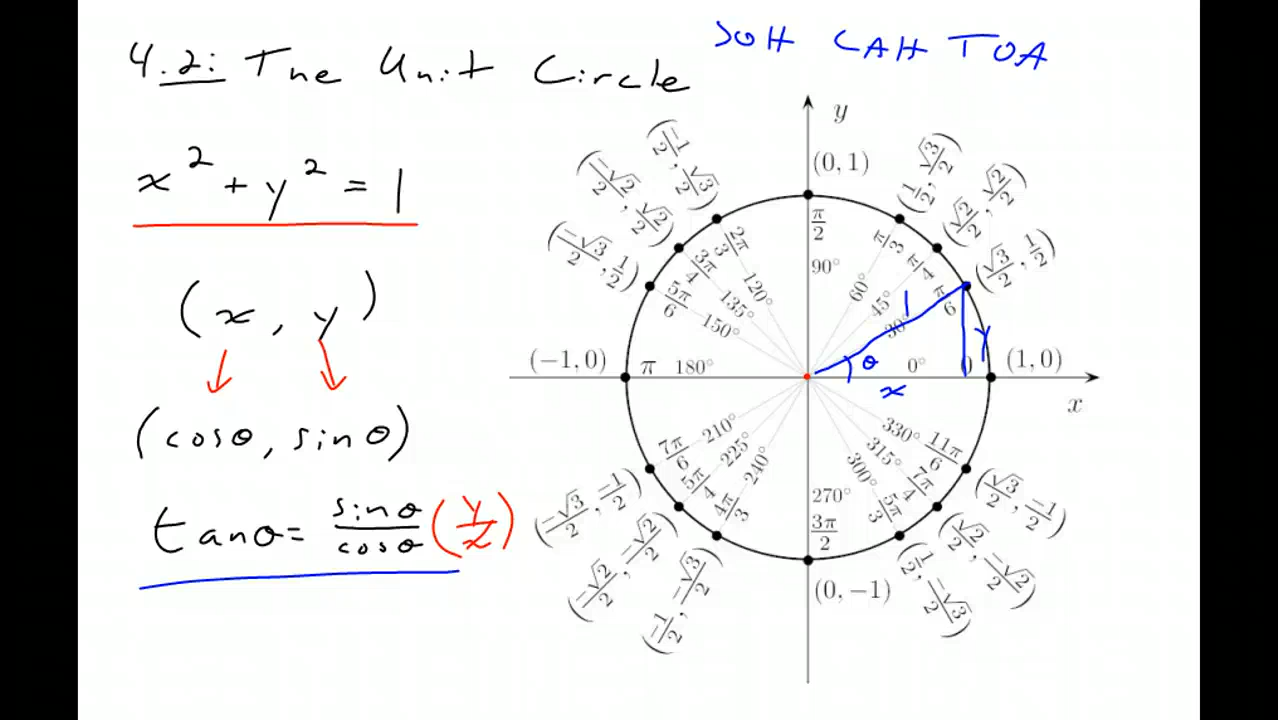 4.2: The Unit Circle
SOH CAH TOA
x² + y² = 1
(x, y)
(cosθ, sinθ)
tanθ = sinθ/cosθ (y/x)
y
(0, 1)
(-1/2, √3/2)
(-√2/2, √2/2)
(-√3/2, 1/2)
(1/2, √3/2)
(√2/2, √2/2)
(√3/2, 1/2)
π/2
90°
2π/3 120°
3π/4 135°
5π/6 150°
π/3 60°
π/4 45°
π/6 30°
1
θ
y
x
(−1, 0) π 180° 0° 0 (1, 0)
x
7π/6 210°
5π/4 225°
4π/3 240°
270°
3π/2
300° 5π/3
315° 7π/4
330° 11π/6
(-√3/2, -1/2)
(-√2/2, -√2/2)
(-1/2, -√3/2)
(0, −1)
(1/2, -√3/2)
(√2/2, -√2/2)
(√3/2, -1/2)